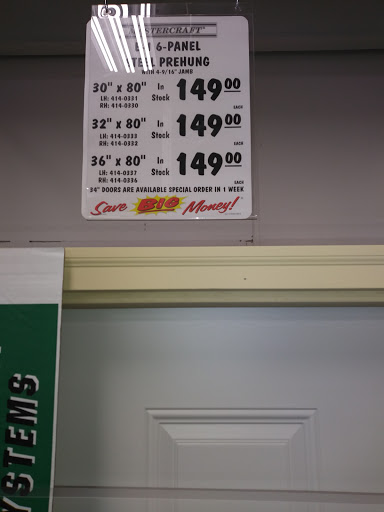 STERCRAFT
6-PANEL
TEEL PREHUNG
WITH 4-9/16" JAMB
30" x 80" In Stock 149.00
LH: 414-0331
RH: 414-0330
EACH
32" x 80" In Stock 149.00
LH: 414-0333
RH: 414-0332
EACH
36" x 80" In Stock 149.00
LH: 414-0337
RH: 414-0336
EACH
34" DOORS ARE AVAILABLE SPECIAL ORDER IN 1 WEEK
Save BIG Money!
YSTEMS